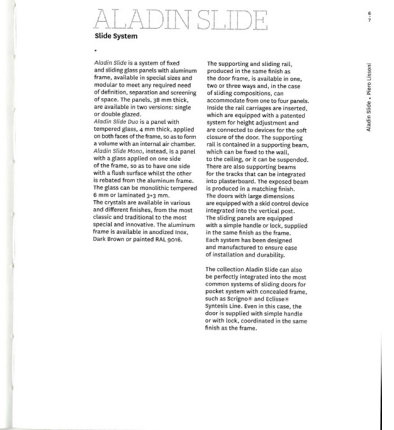 ALADIN SLIDE
Slide System
Aladin Slide is a system of fixed
and sliding glass panels with aluminum
frame, available in special sizes and
modular to meet any required need
of definition, separation and screening
of space. The panels, 38 mm thick,
are available in two versions: single
or double glazed.
Aladin Slide Duo is a panel with
tempered glass, 4 mm thick, applied
on both faces of the frame, so as to form
a volume with an internal air chamber.
Aladin Slide Mono, instead, is a panel
with a glass applied on one side
of the frame, so as to have one side
with a flush surface whilst the other
is rebated from the aluminum frame.
The glass can be monolithic tempered
6 mm or laminated 3+3 mm.
The crystals are available in various
and different finishes, from the most
classic and traditional to the most
special and innovative. The aluminum
frame is available in anodized Inox,
Dark Brown or painted RAL 9016.
The supporting and sliding rail,
produced in the same finish as
the door frame, is available in one,
two or three ways and, in the case
of sliding compositions, can
accommodate from one to four panels.
Inside the rail carriages are inserted,
which are equipped with a patented
system for height adjustment and
are connected to devices for the soft
closure of the door. The supporting
rail is contained in a supporting beam,
which can be fixed to the wall,
to the ceiling, or it can be suspended.
There are also supporting beams
for the tracks that can be integrated
into plasterboard. The exposed beam
is produced in a matching finish.
The doors with large dimensions
are equipped with a skid control device
integrated into the vertical post.
The sliding panels are equipped
with a simple handle or lock, supplied
in the same finish as the frame.
Each system has been designed
and manufactured to ensure ease
of installation and durability.
The collection Aladin Slide can also
be perfectly integrated into the most
common systems of sliding doors for
pocket system with concealed frame,
such as Scrigno® and Eclisse®
Syntesis Line. Even in this case, the
door is supplied with simple handle
or with lock, coordinated in the same
finish as the frame.
Aladin Slide • Piero Lissoni